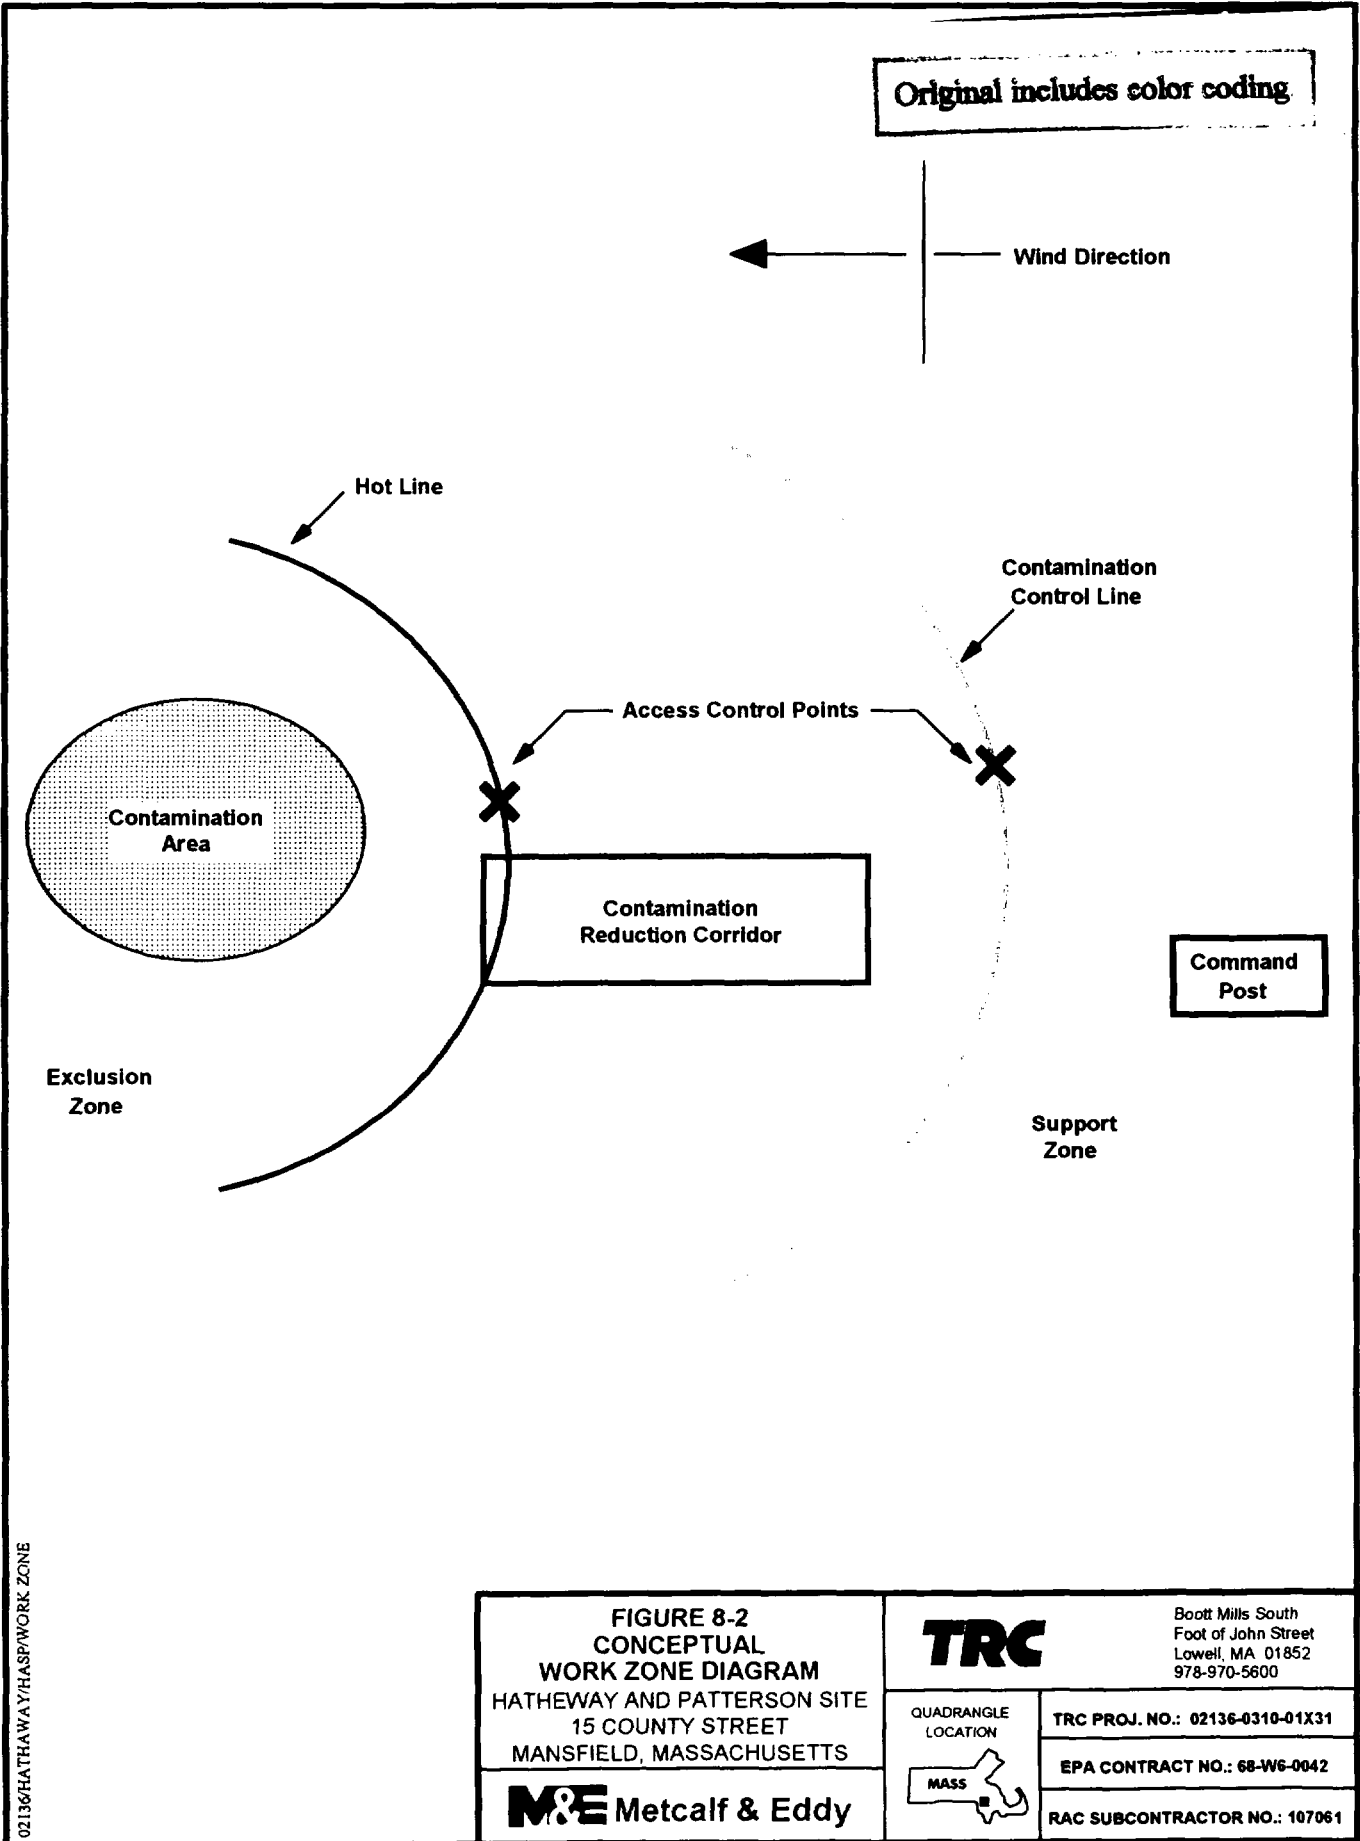 Original includes color coding
Wind Direction
Hot Line
Contamination
Control Line
Access Control Points
Contamination
Area
Contamination
Reduction Corridor
Command
Post
Exclusion
Zone
Support
Zone
02136/HATHAWAY/HASP/WORK ZONE
FIGURE 8-2
CONCEPTUAL
WORK ZONE DIAGRAM
HATHEWAY AND PATTERSON SITE
15 COUNTY STREET
MANSFIELD, MASSACHUSETTS
M&E Metcalf & Eddy
TRC
Boott Mills South
Foot of John Street
Lowell, MA 01852
978-970-5600
QUADRANGLE
LOCATION
MASS
TRC PROJ. NO.: 02136-0310-01X31
EPA CONTRACT NO.: 68-W6-0042
RAC SUBCONTRACTOR NO.: 107061